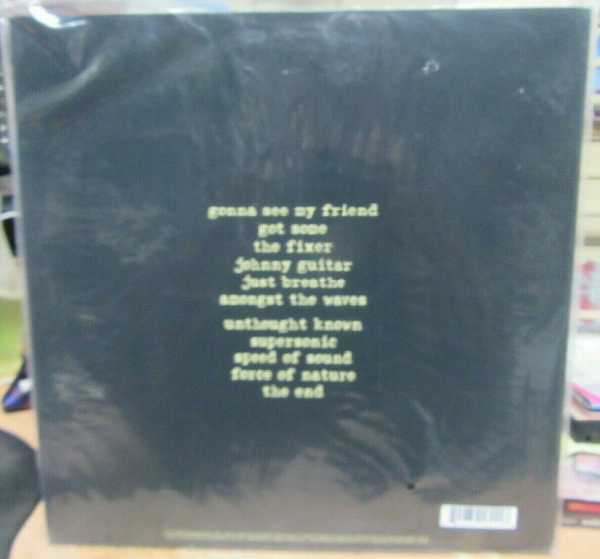 gonna see my friend
got some
the fixer
johnny guitar
just breathe
amongst the waves
unthought known
supersonic
speed of sound
force of nature
the end